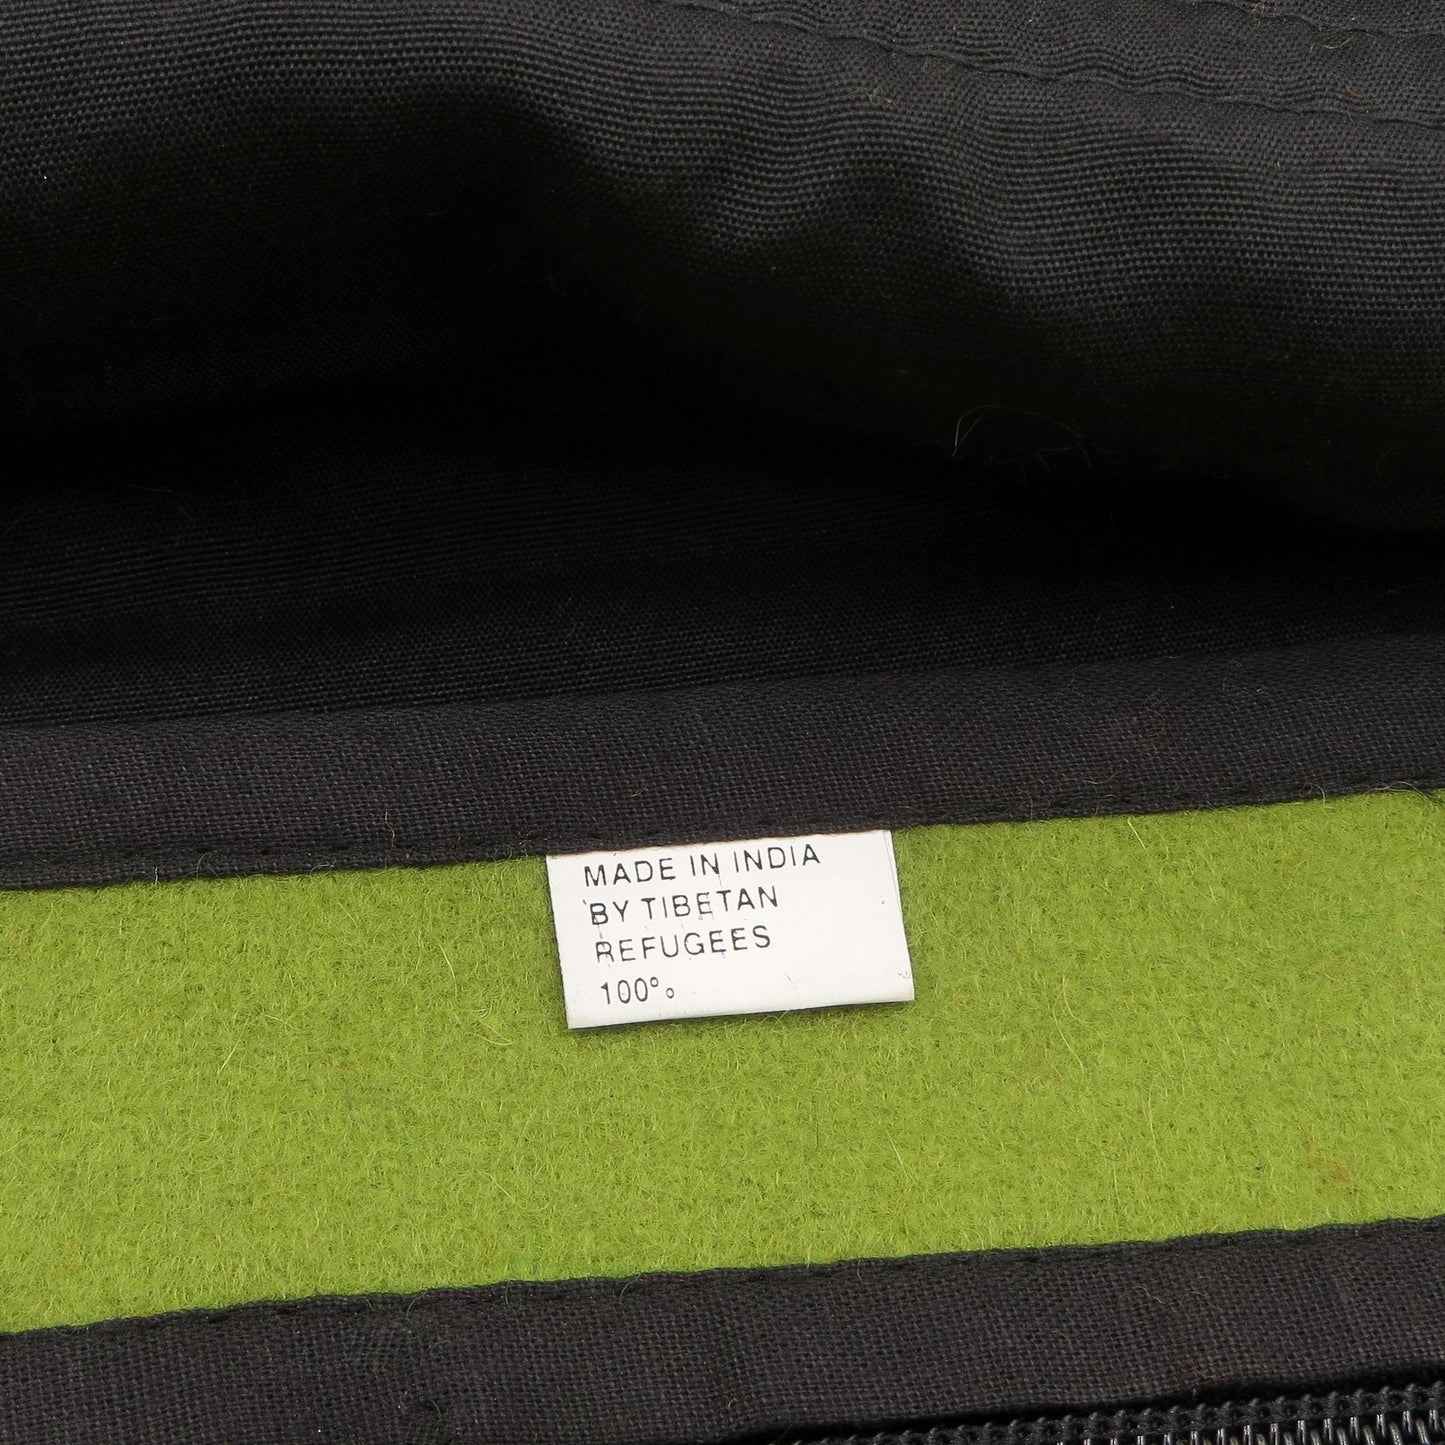 MADE IN INDIA
BY TIBETAN
REFUGEES
100%